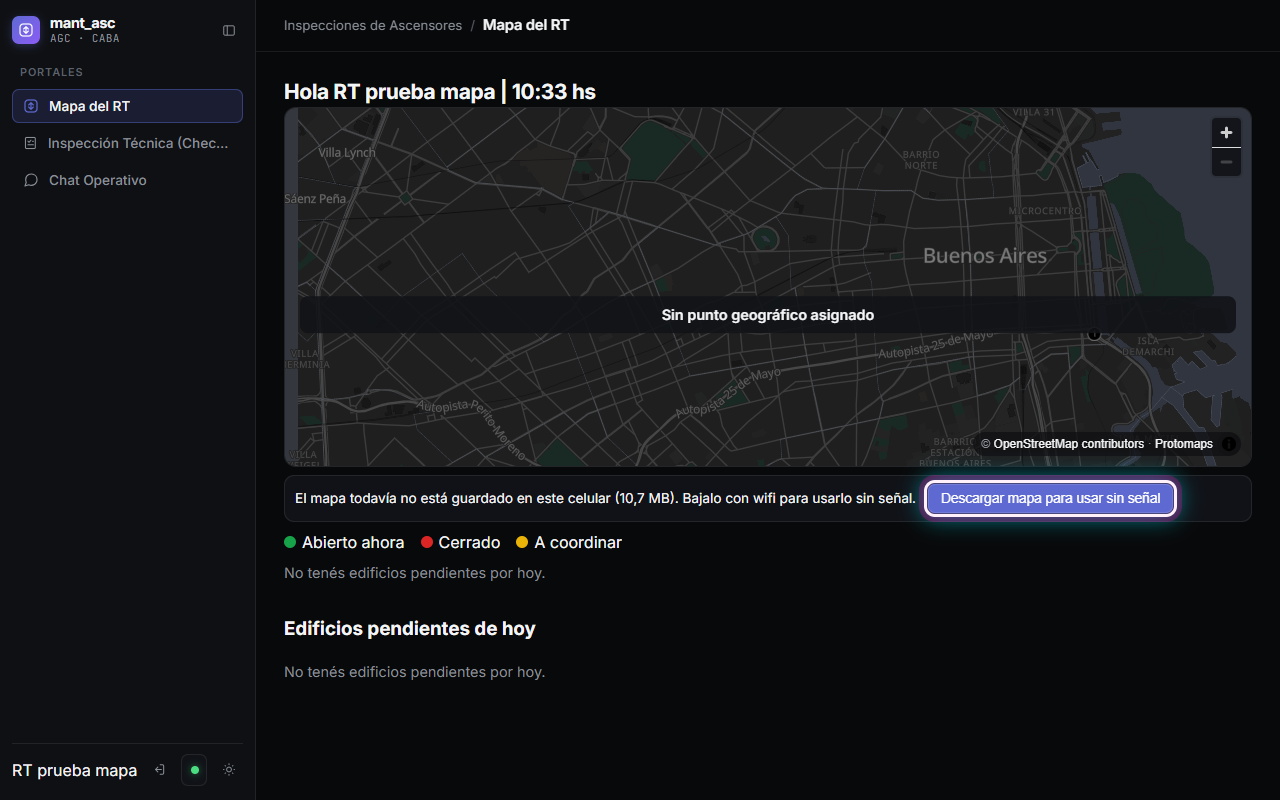 mant_asc
AGC · CABA
PORTALES
Mapa del RT
Inspección Técnica (Chec...
Chat Operativo
RT prueba mapa
Inspecciones de Ascensores / Mapa del RT
Hola RT prueba mapa | 10:33 hs
VILLA 31
Villa Lynch
BARRIO
NORTE
Sáenz Peña
MICROCENTRO
Buenos Aires
Sin punto geográfico asignado
Autopista 25 de Mayo
ISLA
DEMARCHI
VILLA
Autopista 25 de Mayo
Autopista Perito Moreno
© OpenStreetMap contributors · Protomaps
VILLA
ESTACIÓN
BUENOS AIRES
El mapa todavía no está guardado en este celular (10,7 MB). Bajalo con wifi para usarlo sin señal.
Descargar mapa para usar sin señal
Abierto ahora
Cerrado
A coordinar
No tenés edificios pendientes por hoy.
Edificios pendientes de hoy
No tenés edificios pendientes por hoy.